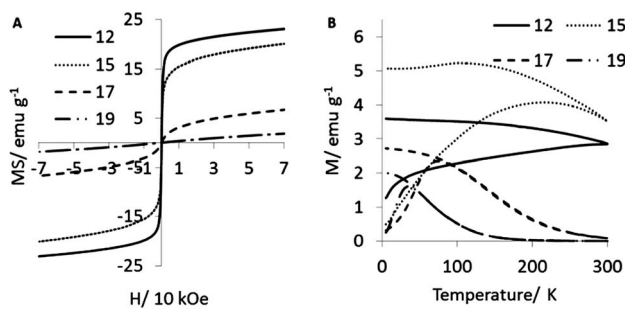 A
B
12
15
17
19
MS/ emu g⁻¹
25
15
5
-5
-15
-25
-7 -5 -3 -1 1 3 5 7
H/ 10 kOe
12 15
17 19
M/ emu g⁻¹
6
5
4
3
2
1
0
0 100 200 300
Temperature/ K